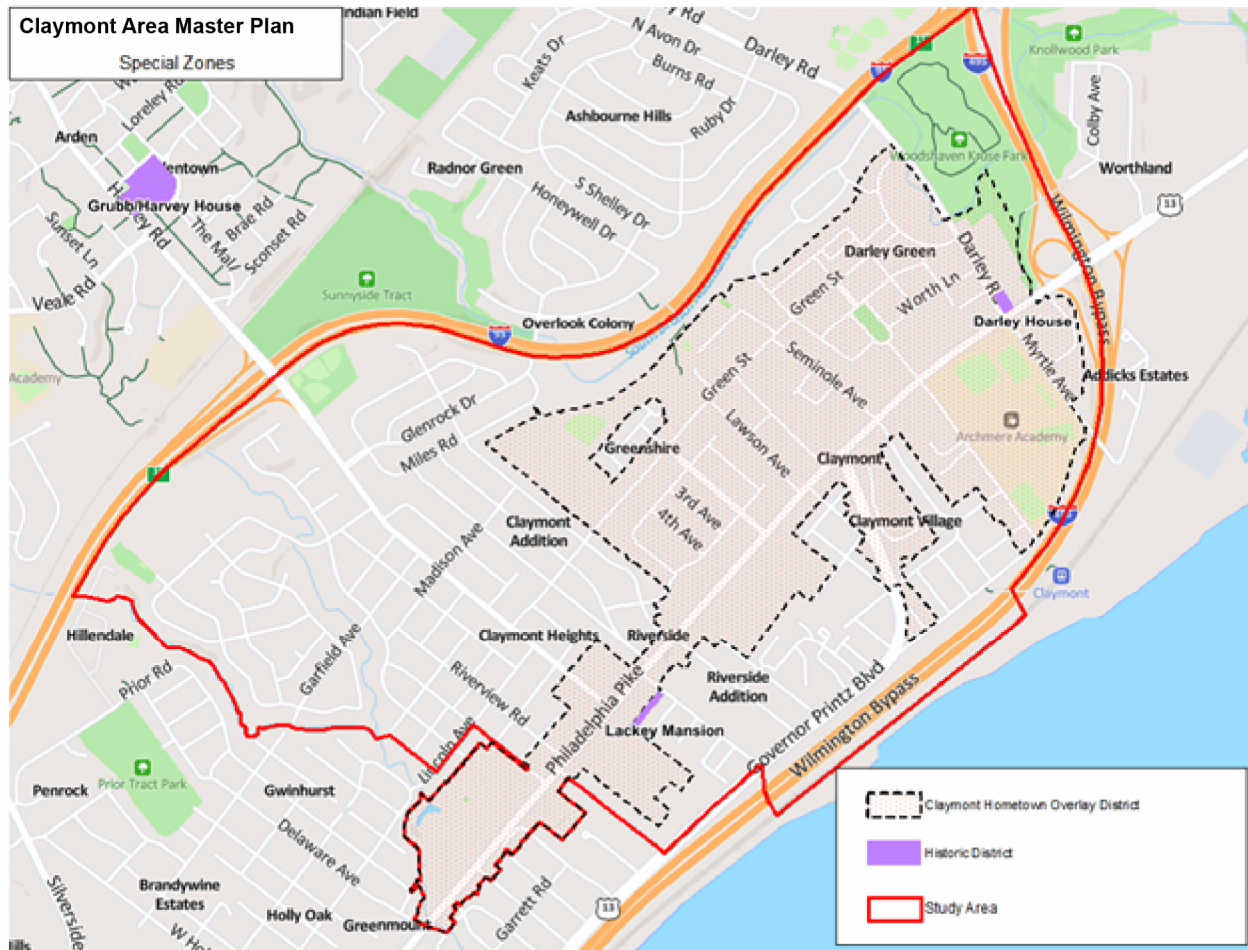 Claymont Area Master Plan
Special Zones
Indian Field
N Avon Dr
Darley Rd
Burns Rd
Keats Dr
Knollwood Park
95
495
Colby Ave
Loreley Rd
Ashbourne Hills
Ruby Dr
Arden
Woodshaven Kruse Park
Radnor Green
Worthland
S Shelley Dr
Honeywell Dr
Grubb/Harvey House
13
Brae Rd
The Mall
Sconset Rd
Sunset Ln
Wilmington Bypass
Darley Green
Darley Rd
Veale Rd
Sunnyside Tract
Green St
Worth Ln
Overlook Colony
Darley House
95
Myrtle Ave
Seminole Ave
Green St
Academy
Addicks Estates
Glenrock Dr
Miles Rd
Lawson Ave
Archmere Academy
Greenshire
Claymont
3rd Ave
4th Ave
Claymont
Addition
Claymont Village
Madison Ave
Claymont
Hillendale
Claymont Heights
Riverside
Garfield Ave
Prior Rd
Riverview Rd
Riverside
Addition
Philadelphia Pike
Lackey Mansion
Governor Printz Blvd
Wilmington Bypass
Lincoln Ave
Prior Tract Park
Penrock
Gwinhurst
Claymont Hometown Overlay District
Delaware Ave
Historic District
Brandywine
Estates
Silverside
Holly Oak
Greenmount
Garrett Rd
13
Study Area